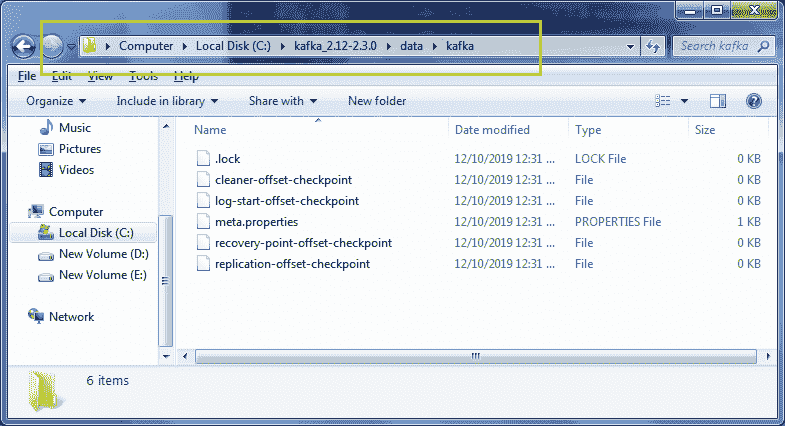 Computer Local Disk (C:) kafka_2.12-2.3.0 data kafka Search kafka
File Edit View Tools Help
Organize Include in library Share with New folder
Music
Pictures
Videos
Computer
Local Disk (C:)
New Volume (D:)
New Volume (E:)
Network
Name Date modified Type Size
.lock 12/10/2019 12:31 ... LOCK File 0 KB
cleaner-offset-checkpoint 12/10/2019 12:31 ... File 0 KB
log-start-offset-checkpoint 12/10/2019 12:31 ... File 0 KB
meta.properties 12/10/2019 12:31 ... PROPERTIES File 1 KB
recovery-point-offset-checkpoint 12/10/2019 12:31 ... File 0 KB
replication-offset-checkpoint 12/10/2019 12:31 ... File 0 KB
6 items